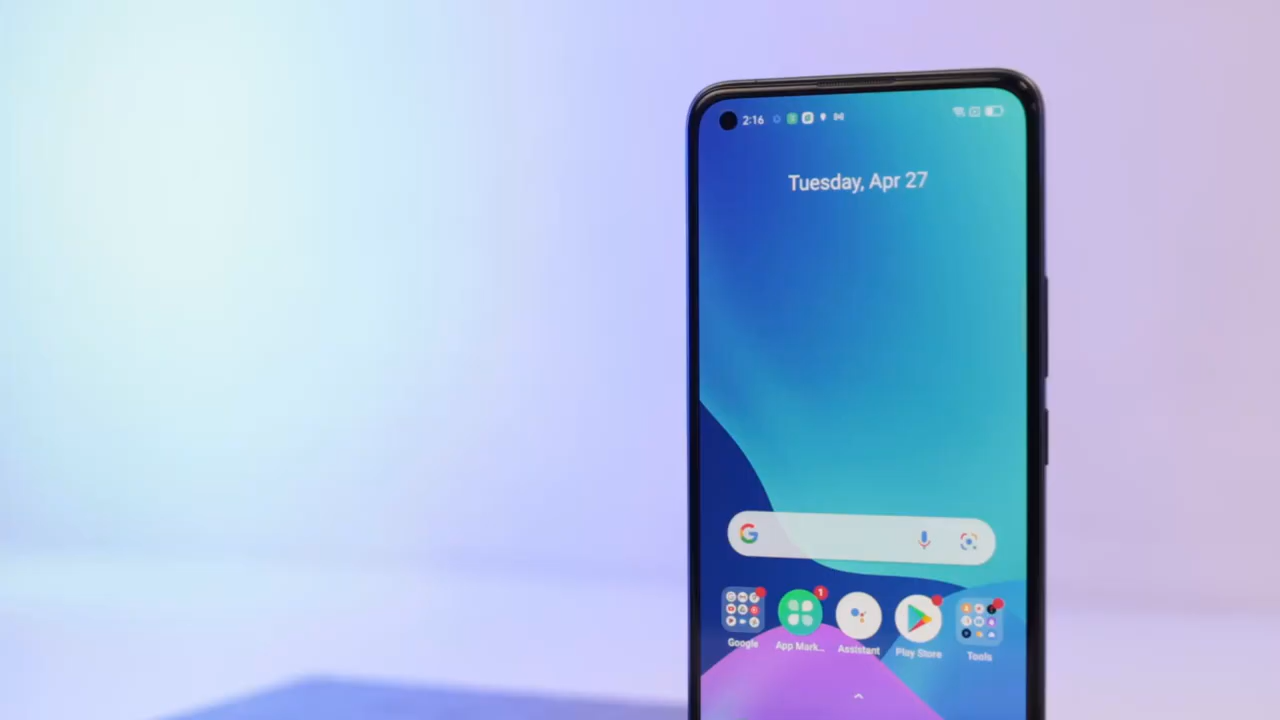 2:16
Tuesday, Apr 27
G
1
Google
App Mark...
Assistant
Play Store
Tools